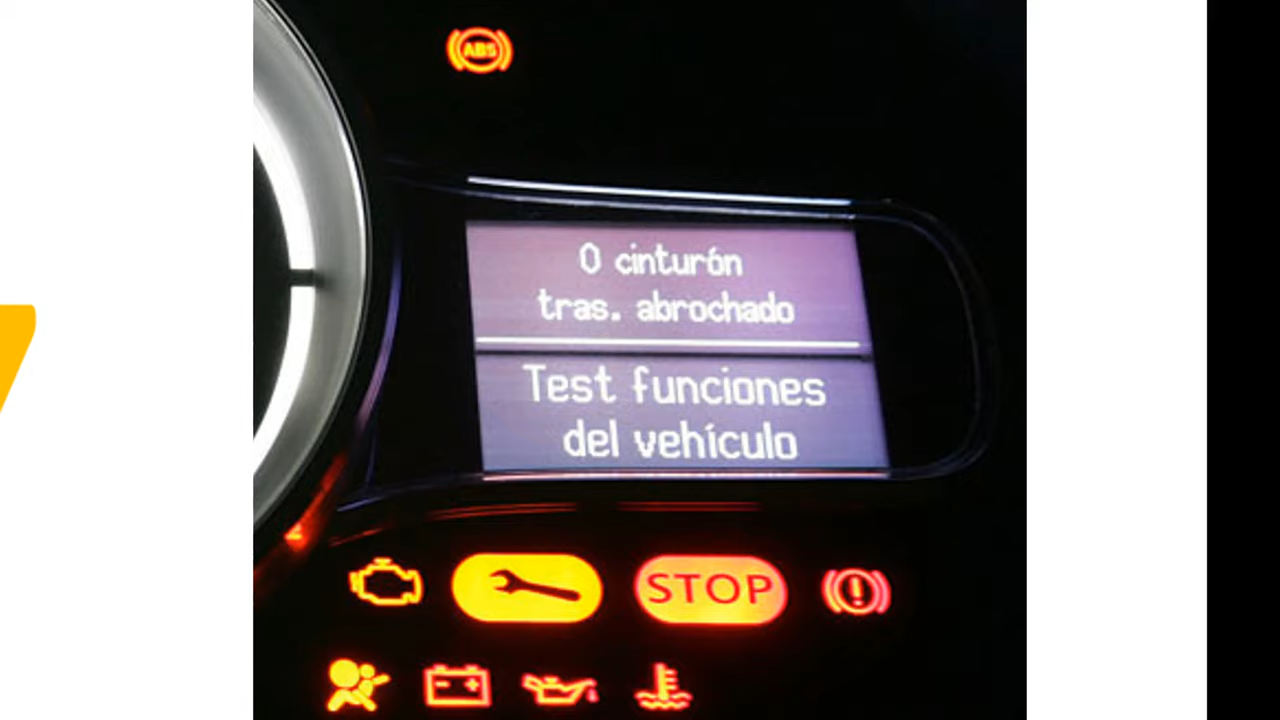 ABS
0 cinturón
tras. abrochado
Test funciones
del vehículo
STOP